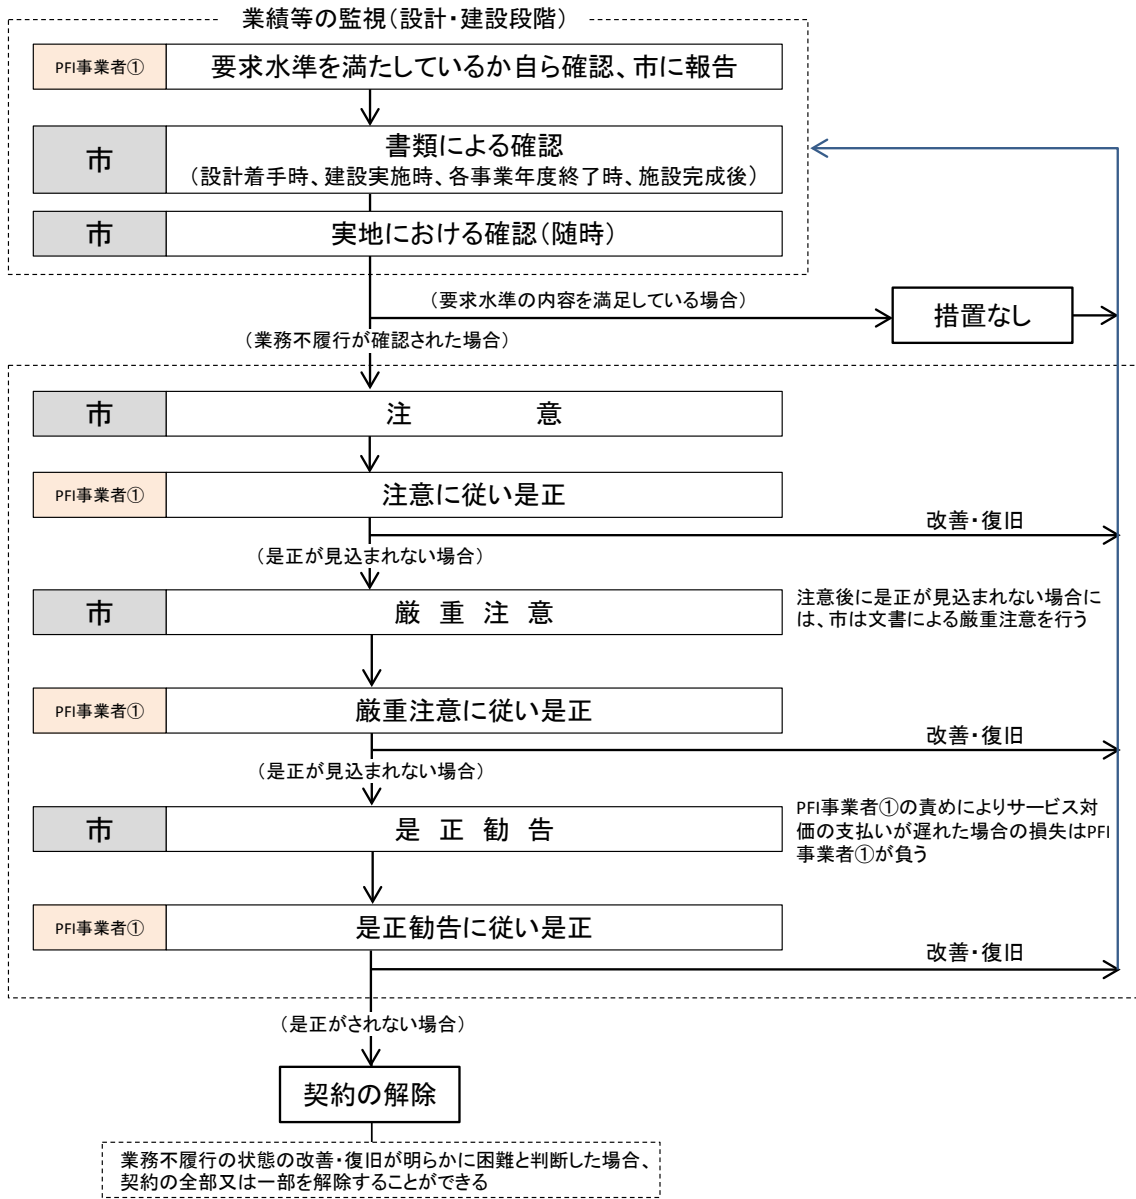 業績等の監視（設計・建設段階）
PFI事業者① 要求水準を満たしているか自ら確認、市に報告
市 書類による確認
（設計着手時、建設実施時、各事業年度終了時、施設完成後）
市 実地における確認（随時）
（要求水準の内容を満足している場合）
措置なし
（業務不履行が確認された場合）
市 注 意
PFI事業者① 注意に従い是正
改善・復旧
（是正が見込まれない場合）
市 厳 重 注 意
注意後に是正が見込まれない場合に
は、市は文書による厳重注意を行う
PFI事業者① 厳重注意に従い是正
改善・復旧
（是正が見込まれない場合）
市 是 正 勧 告
PFI事業者①の責めによりサービス対
価の支払いが遅れた場合の損失はPFI
事業者①が負う
PFI事業者① 是正勧告に従い是正
改善・復旧
（是正がされない場合）
契約の解除
業務不履行の状態の改善・復旧が明らかに困難と判断した場合、
契約の全部又は一部を解除することができる